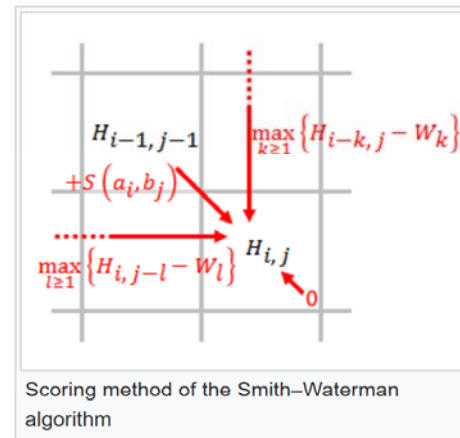 H_{i−1, j−1}
max_{k≥1} {H_{i−k, j} − W_k}
+S (a_i, b_j)
H_{i, j}
max_{l≥1} {H_{i, j−l} − W_l}
0
Scoring method of the Smith–Waterman
algorithm